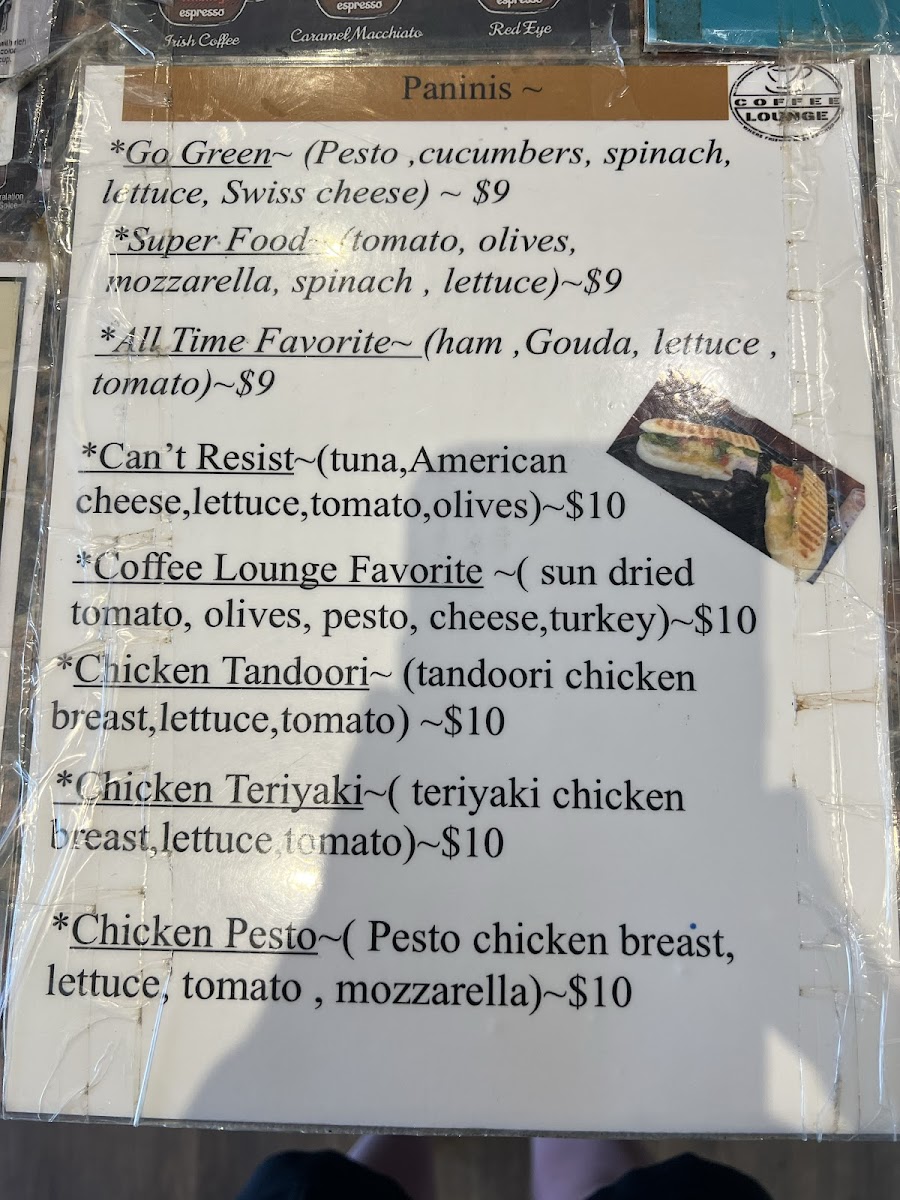 espresso
espresso
espresso
Irish Coffee
Caramel Macchiato
Red Eye
Paninis ~
COFFEE
LOUNGE
*Go Green~ (Pesto ,cucumbers, spinach,
lettuce, Swiss cheese) ~ $9
*Super Food~ (tomato, olives,
mozzarella, spinach , lettuce)~$9
*All Time Favorite~ (ham ,Gouda, lettuce ,
tomato)~$9
*Can't Resist~(tuna,American
cheese,lettuce,tomato,olives)~$10
*Coffee Lounge Favorite ~( sun dried
tomato, olives, pesto, cheese,turkey)~$10
*Chicken Tandoori~ (tandoori chicken
breast,lettuce,tomato) ~$10
*Chicken Teriyaki~( teriyaki chicken
breast,lettuce,tomato)~$10
*Chicken Pesto~( Pesto chicken breast,
lettuce, tomato , mozzarella)~$10